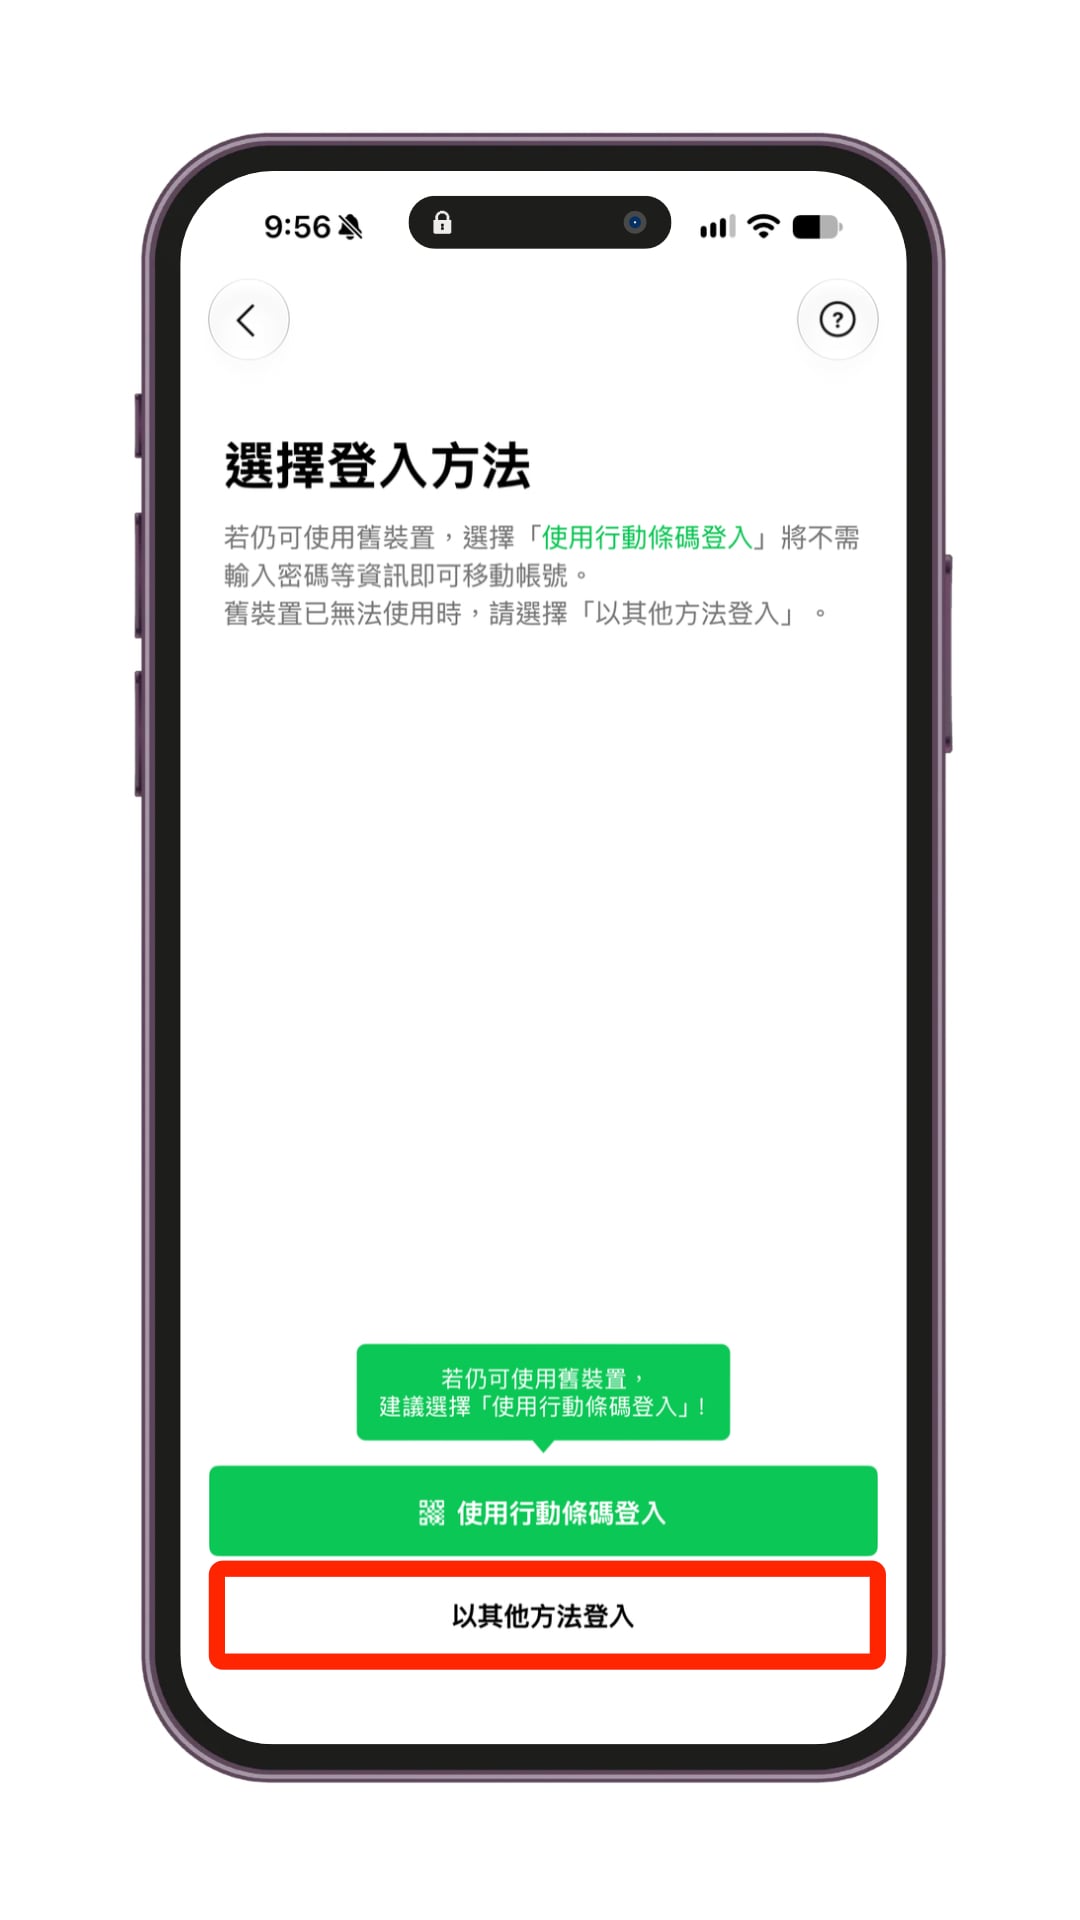 9:56
?
選擇登入方法
若仍可使用舊裝置，選擇「使用行動條碼登入」將不需
輸入密碼等資訊即可移動帳號。
舊裝置已無法使用時，請選擇「以其他方法登入」。
若仍可使用舊裝置，
建議選擇「使用行動條碼登入」!
使用行動條碼登入
以其他方法登入